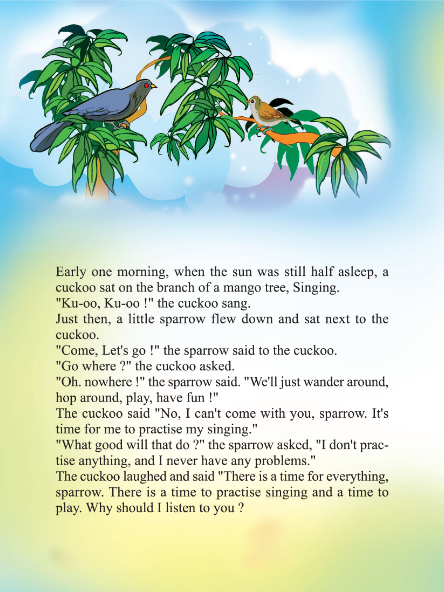 Early one morning, when the sun was still half asleep, a
cuckoo sat on the branch of a mango tree, Singing.
"Ku-oo, Ku-oo !" the cuckoo sang.
Just then, a little sparrow flew down and sat next to the
cuckoo.
"Come, Let's go !" the sparrow said to the cuckoo.
"Go where ?" the cuckoo asked.
"Oh. nowhere !" the sparrow said. "We'll just wander around,
hop around, play, have fun !"
The cuckoo said "No, I can't come with you, sparrow. It's
time for me to practise my singing."
"What good will that do ?" the sparrow asked, "I don't prac-
tise anything, and I never have any problems."
The cuckoo laughed and said "There is a time for everything,
sparrow. There is a time to practise singing and a time to
play. Why should I listen to you ?